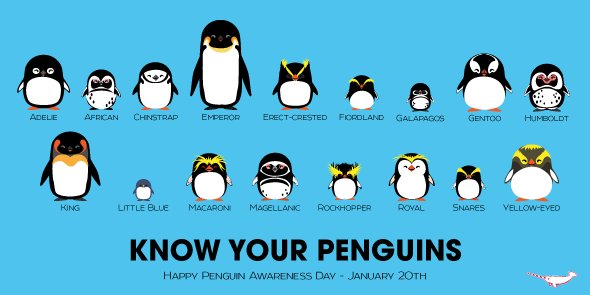 Adelie African Chinstrap Emperor Erect-crested Fiordland Galapagos Gentoo Humboldt
King Little Blue Macaroni Magellanic Rockhopper Royal Snares Yellow-eyed
KNOW YOUR PENGUINS
Happy Penguin Awareness Day - January 20th